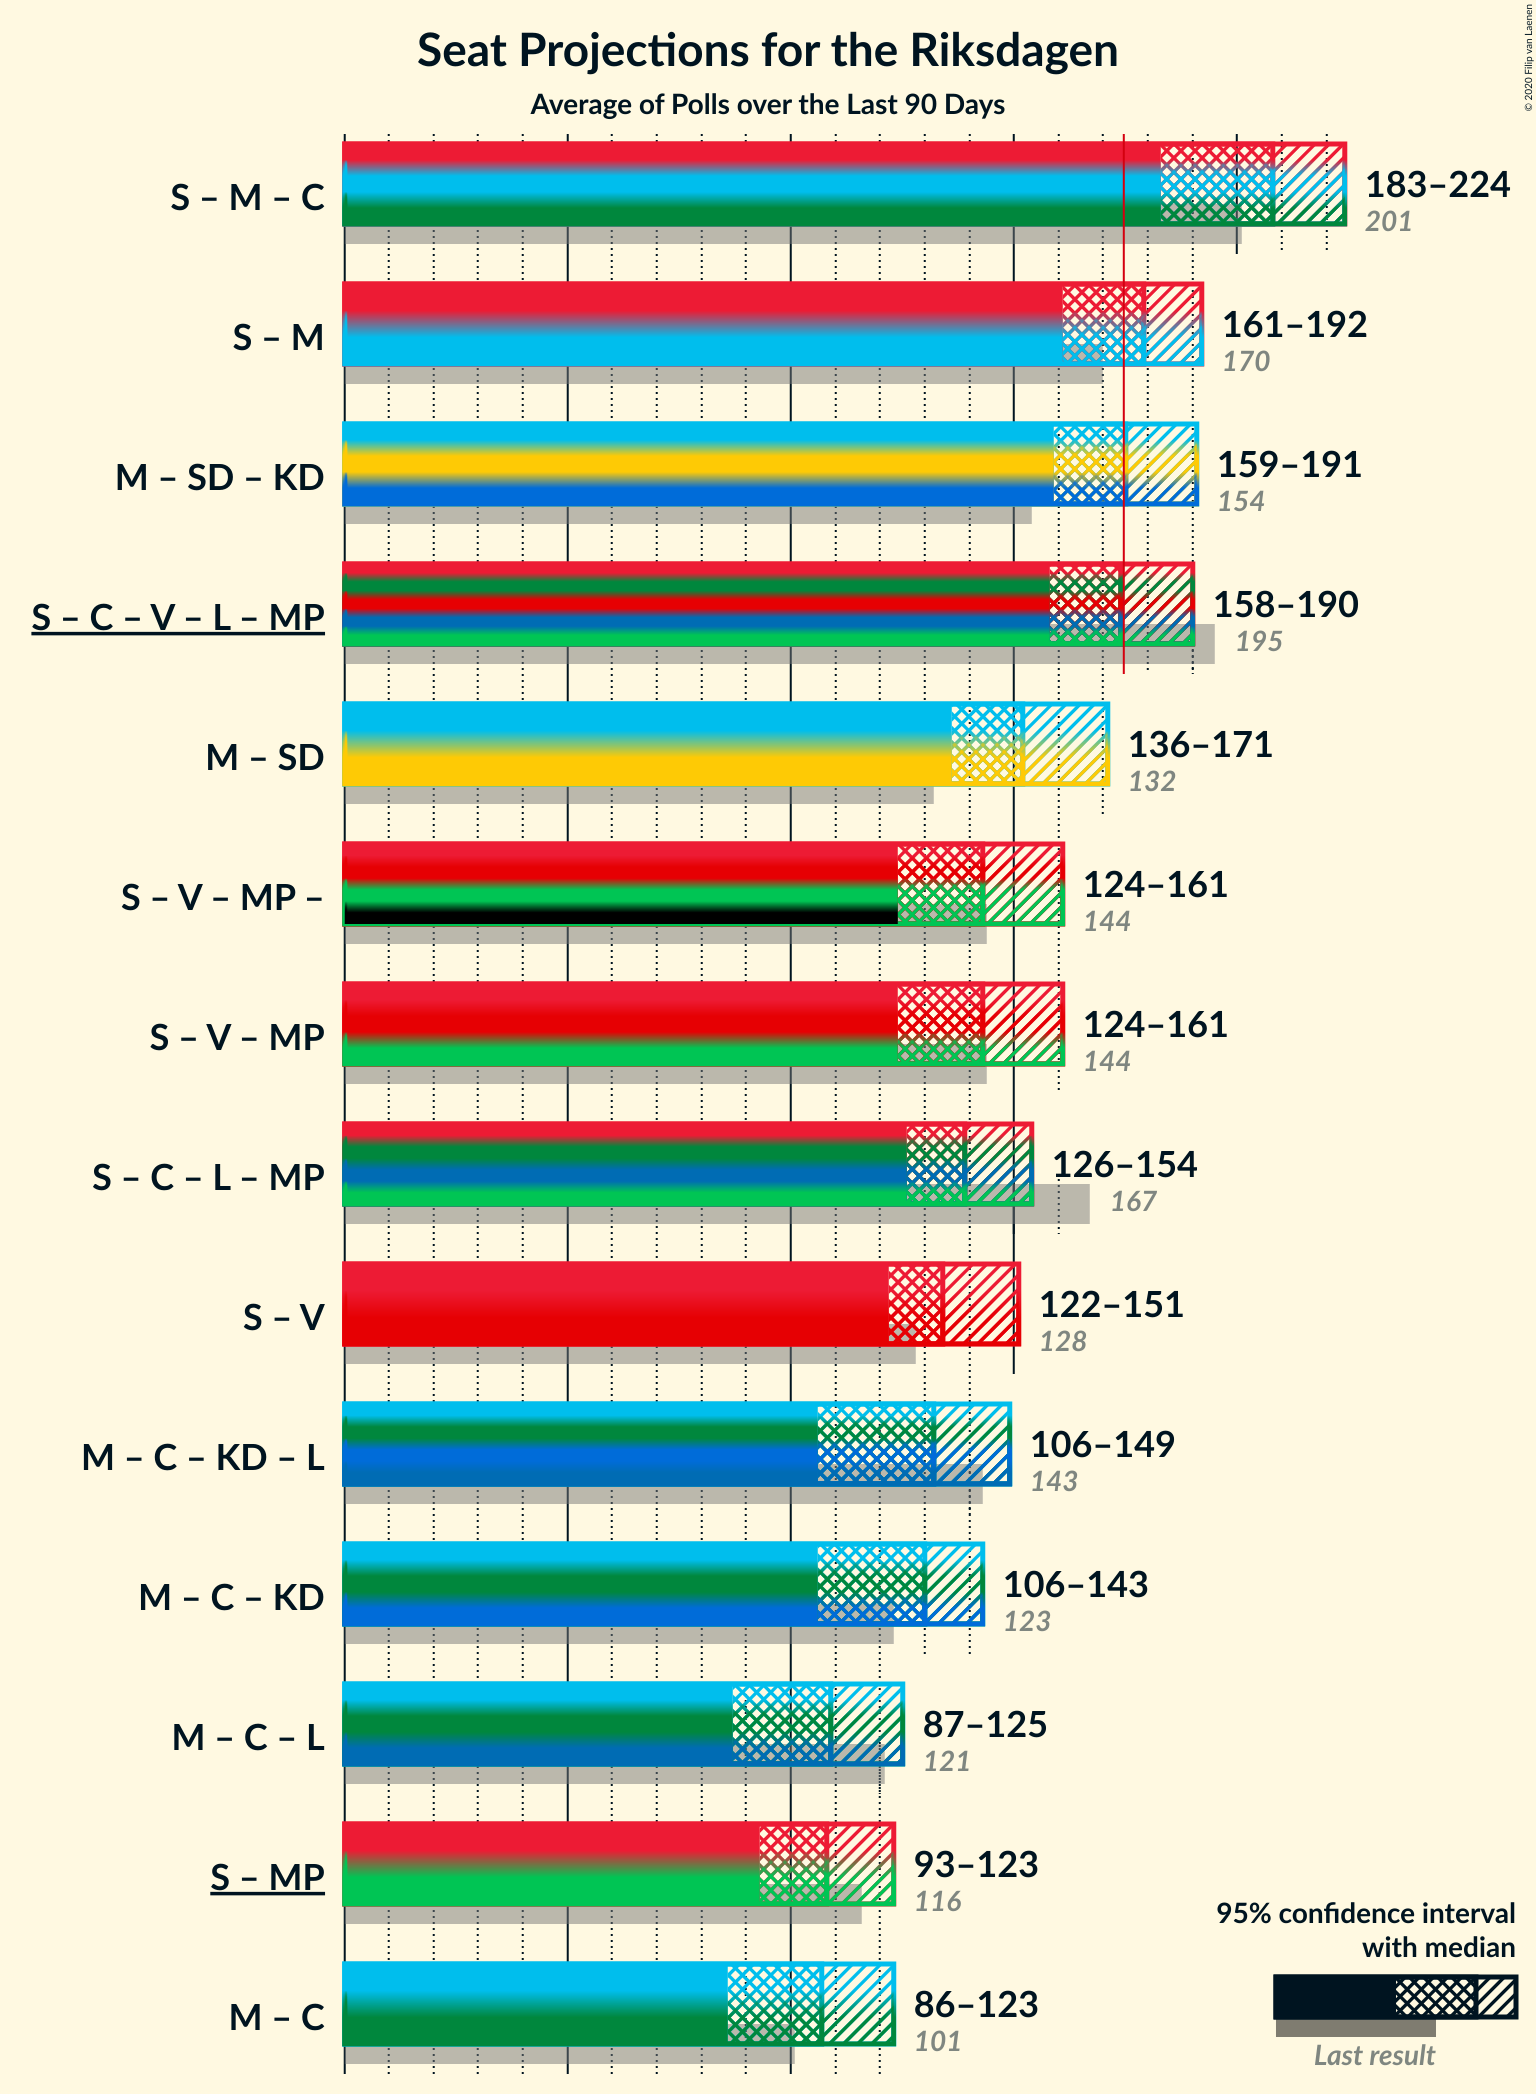 Seat Projections for the Riksdagen
Average of Polls over the Last 90 Days
© 2020 Filip van Laenen
S – M – C
183–224
201
S – M
161–192
170
M – SD – KD
159–191
154
S – C – V – L – MP
158–190
195
M – SD
136–171
132
S – V – MP –
124–161
144
S – V – MP
124–161
144
S – C – L – MP
126–154
167
S – V
122–151
128
M – C – KD – L
106–149
143
M – C – KD
106–143
123
M – C – L
87–125
121
S – MP
93–123
116
M – C
86–123
101
95% confidence interval
with median
Last result